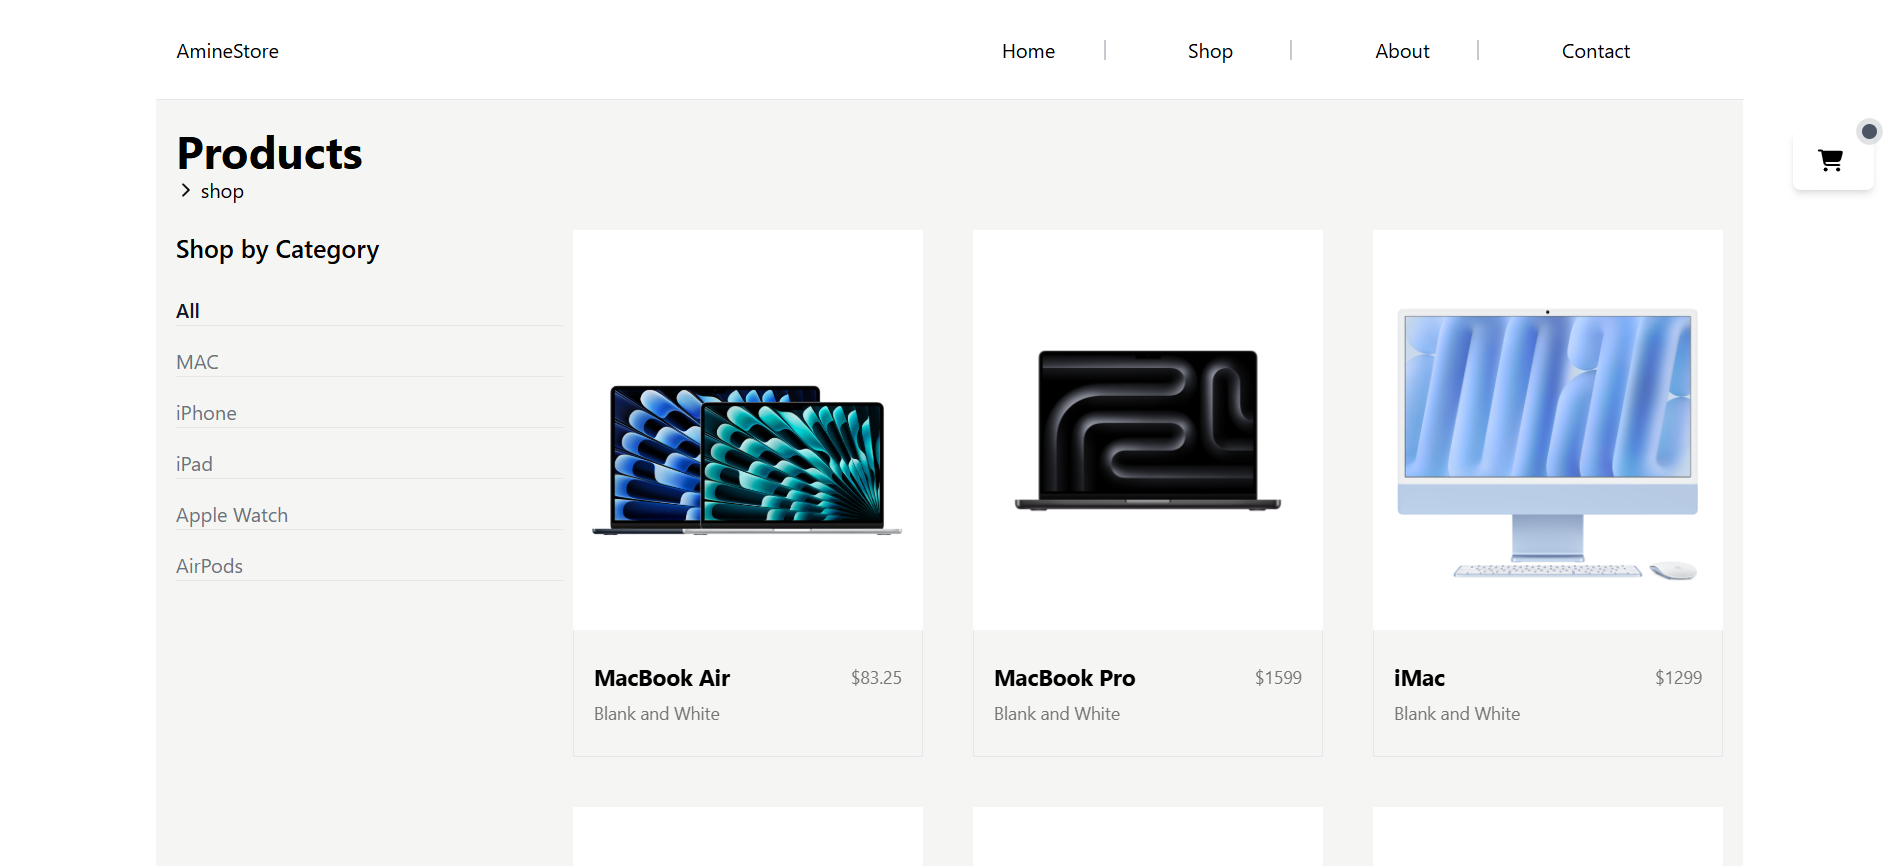 AmineStore
Home
Shop
About
Contact
Products
shop
Shop by Category
All
MAC
iPhone
iPad
Apple Watch
AirPods
MacBook Air
$83.25
Blank and White
MacBook Pro
$1599
Blank and White
iMac
$1299
Blank and White